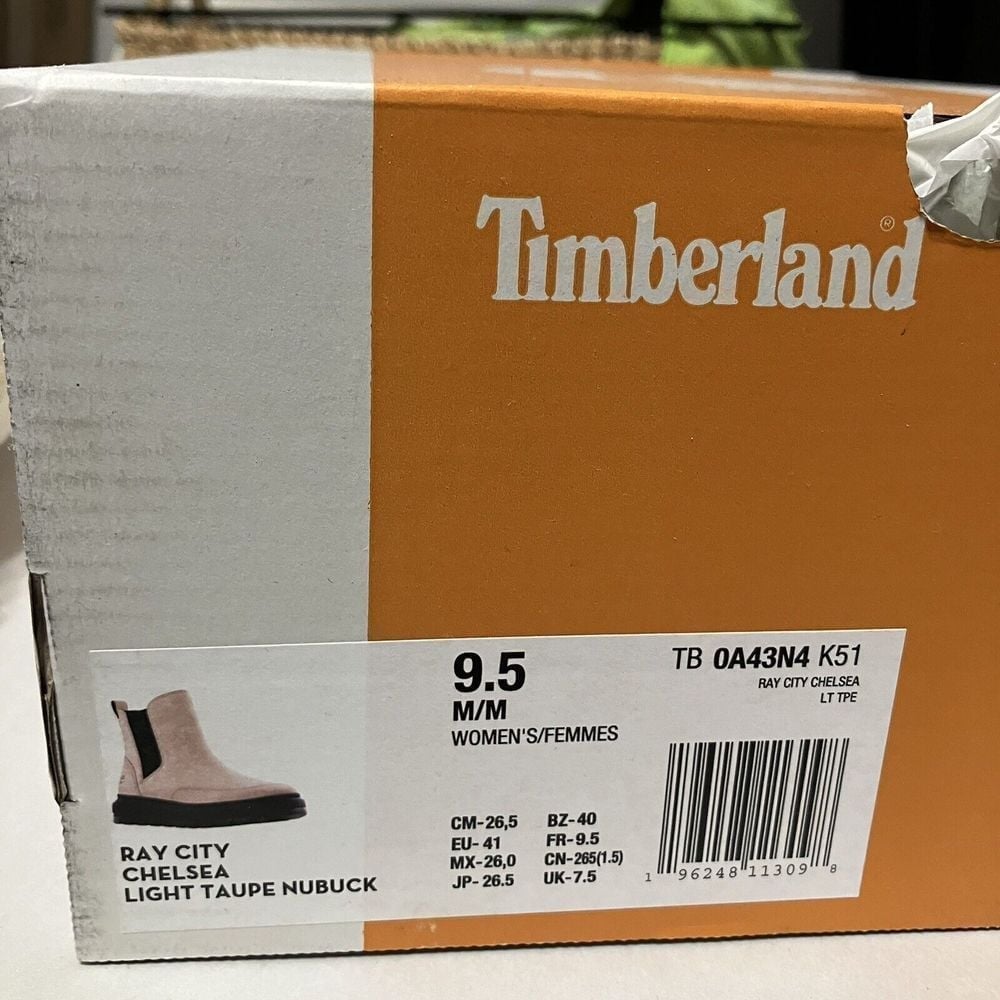 Timberland®
9.5
M/M
WOMEN'S/FEMMES
TB 0A43N4 K51
RAY CITY CHELSEA
LT TPE
CM-26,5 BZ-40
EU-41 FR-9.5
MX-26,0 CN-265(1.5)
JP-26.5 UK-7.5
1 96248 11309 8
RAY CITY
CHELSEA
LIGHT TAUPE NUBUCK